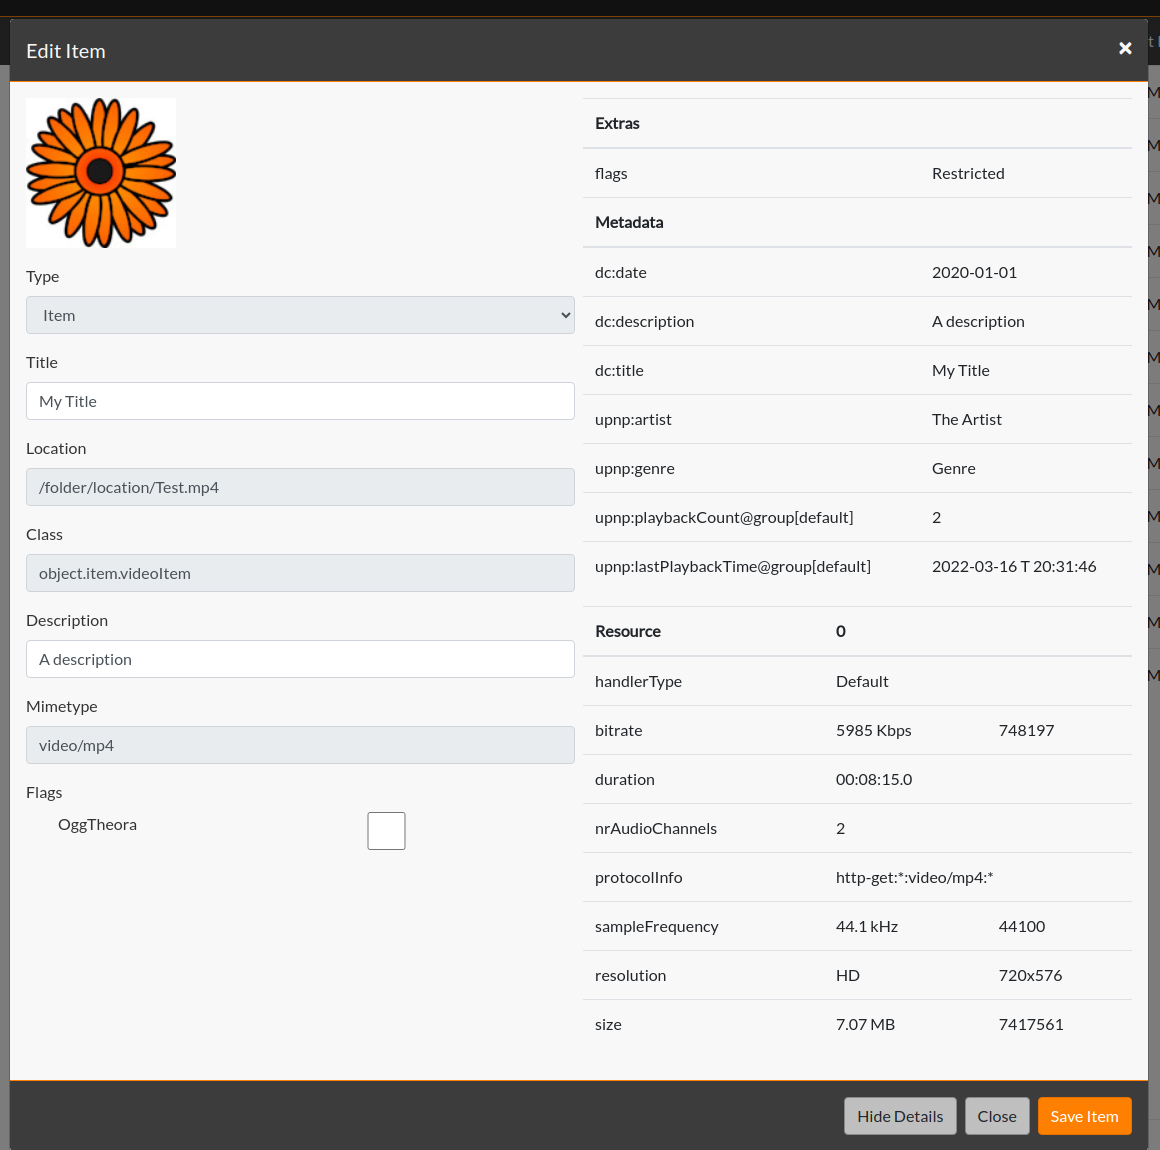 Edit Item
×
Type
Item
Title
My Title
Location
/folder/location/Test.mp4
Class
object.item.videoItem
Description
A description
Mimetype
video/mp4
Flags
OggTheora
Extras
flags Restricted
Metadata
dc:date 2020-01-01
dc:description A description
dc:title My Title
upnp:artist The Artist
upnp:genre Genre
upnp:playbackCount@group[default] 2
upnp:lastPlaybackTime@group[default] 2022-03-16 T 20:31:46
Resource 0
handlerType Default
bitrate 5985 Kbps 748197
duration 00:08:15.0
nrAudioChannels 2
protocolInfo http-get:*:video/mp4:*
sampleFrequency 44.1 kHz 44100
resolution HD 720x576
size 7.07 MB 7417561
Hide Details Close Save Item